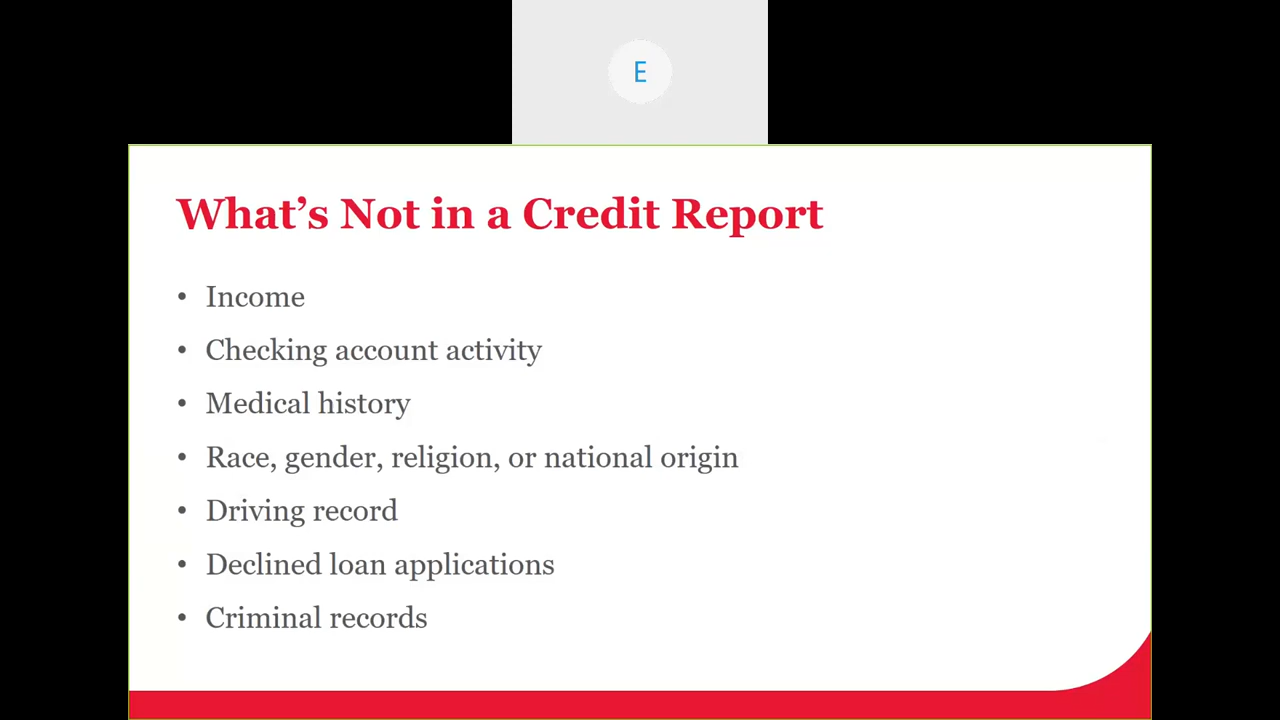 E
What’s Not in a Credit Report
• Income
• Checking account activity
• Medical history
• Race, gender, religion, or national origin
• Driving record
• Declined loan applications
• Criminal records